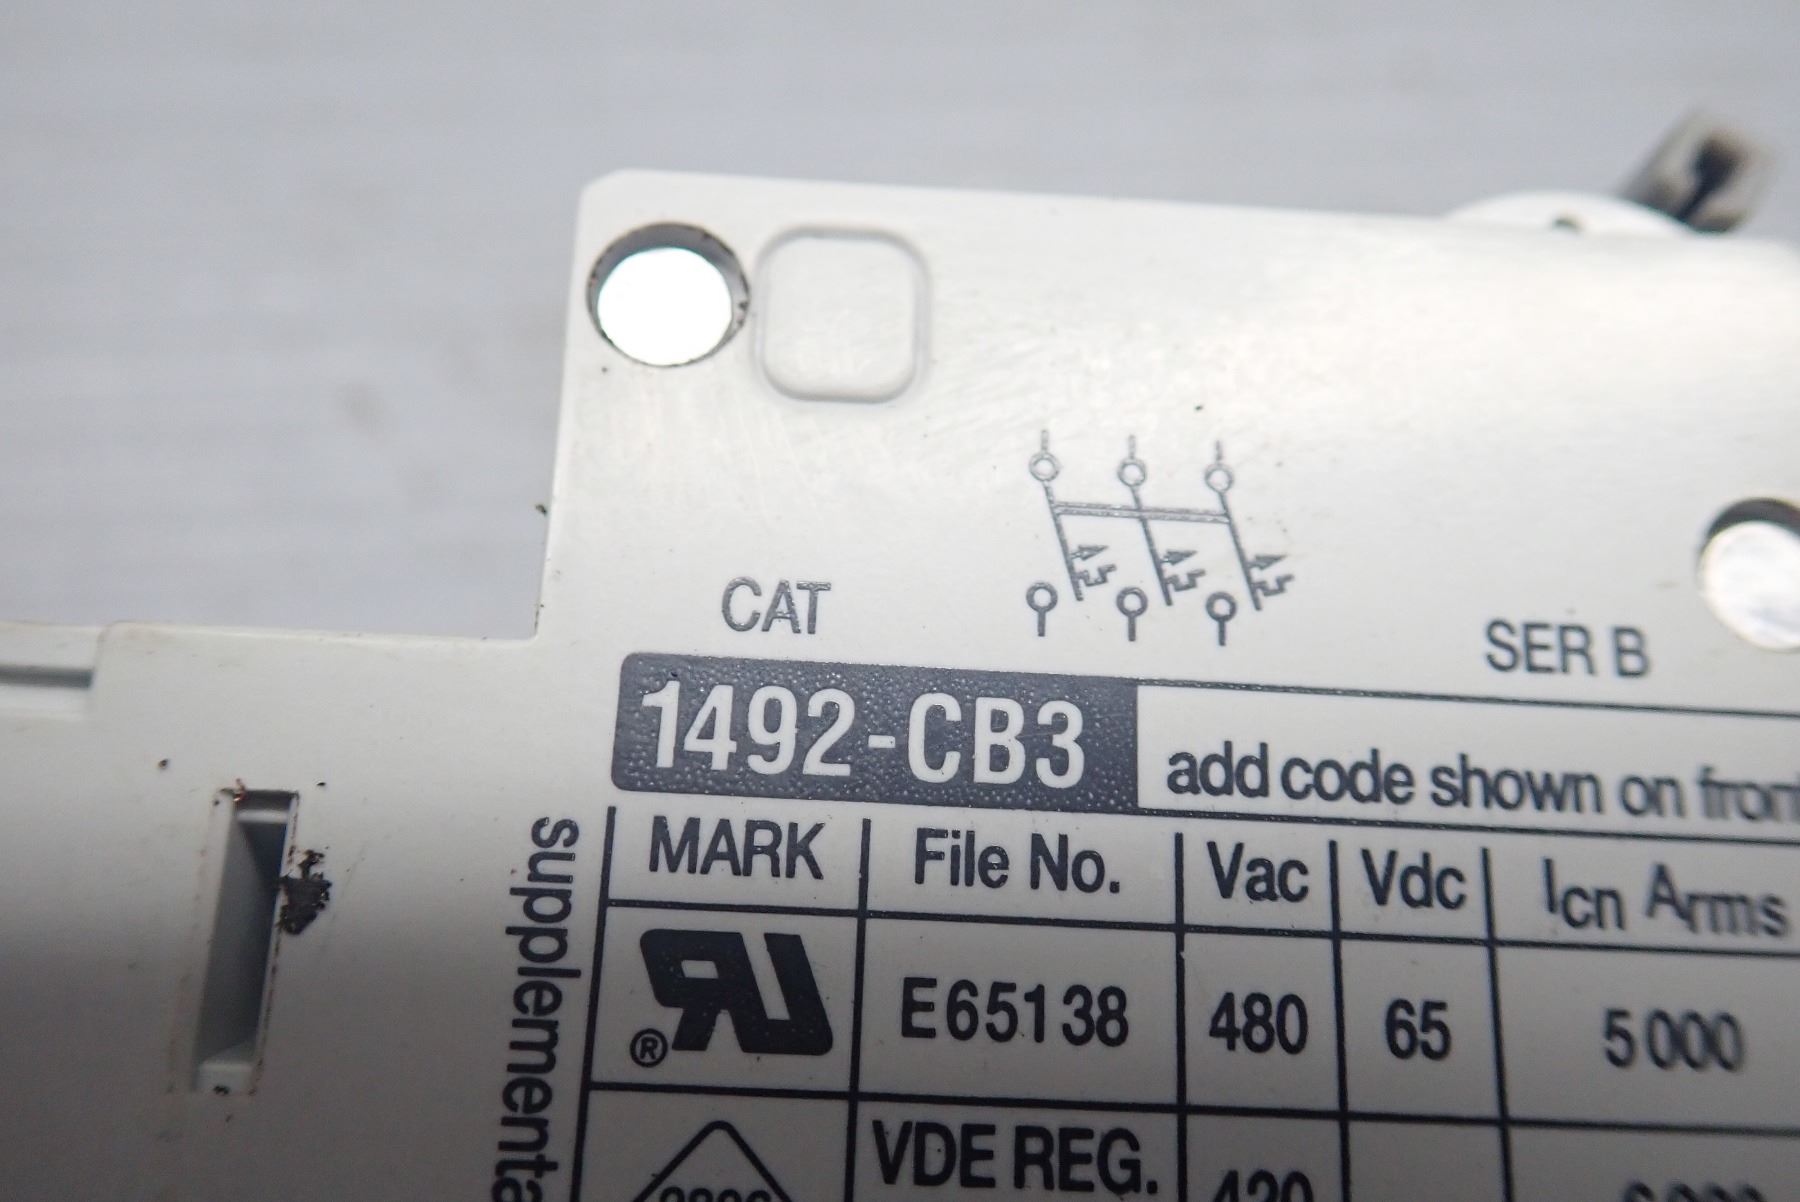 CAT
SER B
1492-CB3 add code shown on
supplementa
MARK File No. Vac Vdc Icn Arms
® E65138 480 65 5000
VDE REG.